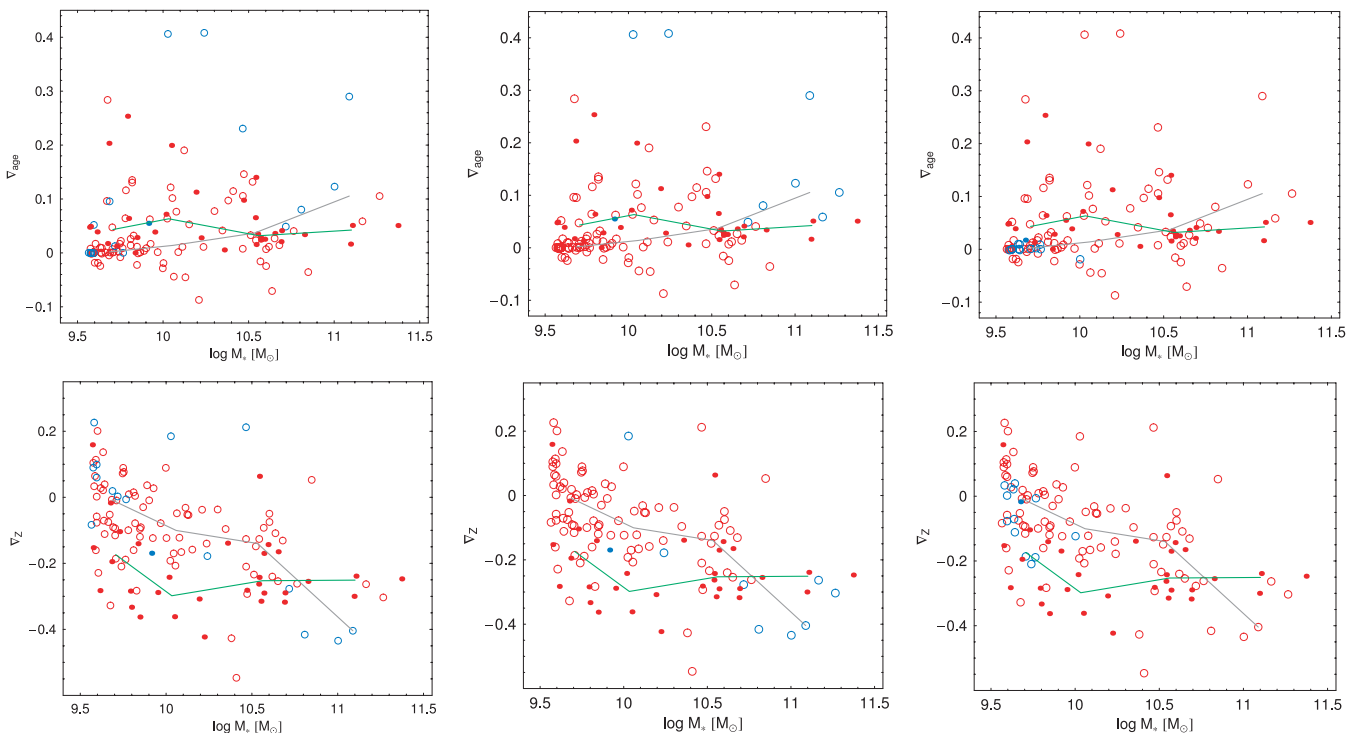 0.4 0.4 0.4
0.3 0.3 0.3
0.2 0.2 0.2
∇age ∇age ∇age
0.1 0.1 0.1
0 0 0
−0.1 −0.1 −0.1
9.5 10 10.5 11 11.5 9.5 10 10.5 11 11.5 9.5 10 10.5 11 11.5
log M* [M⊙] log M* [M⊙] log M* [M⊙]
0.2 0.2 0.2
0 0 0
∇Z ∇Z ∇Z
−0.2 −0.2 −0.2
−0.4 −0.4 −0.4
9.5 10 10.5 11 11.5 9.5 10 10.5 11 11.5 9.5 10 10.5 11 11.5
log M* [M⊙] log M* [M⊙] log M* [M⊙]